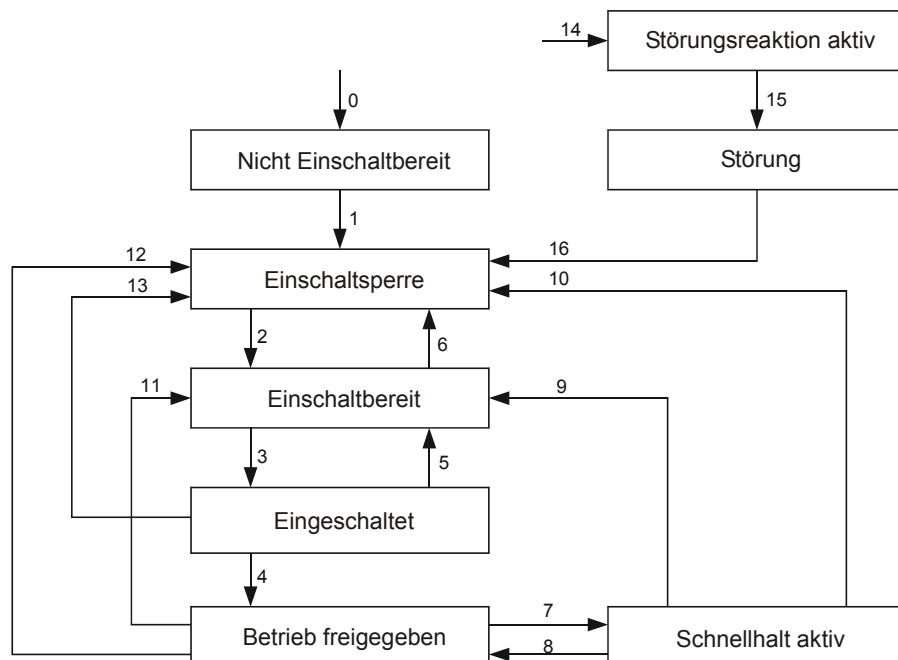 14
Störungsreaktion aktiv
0
15
Nicht Einschaltbereit
Störung
1
12
16
Einschaltsperre
13
10
2
6
11
Einschaltbereit
9
3
5
Eingeschaltet
4
7
Betrieb freigegeben
Schnellhalt aktiv
8